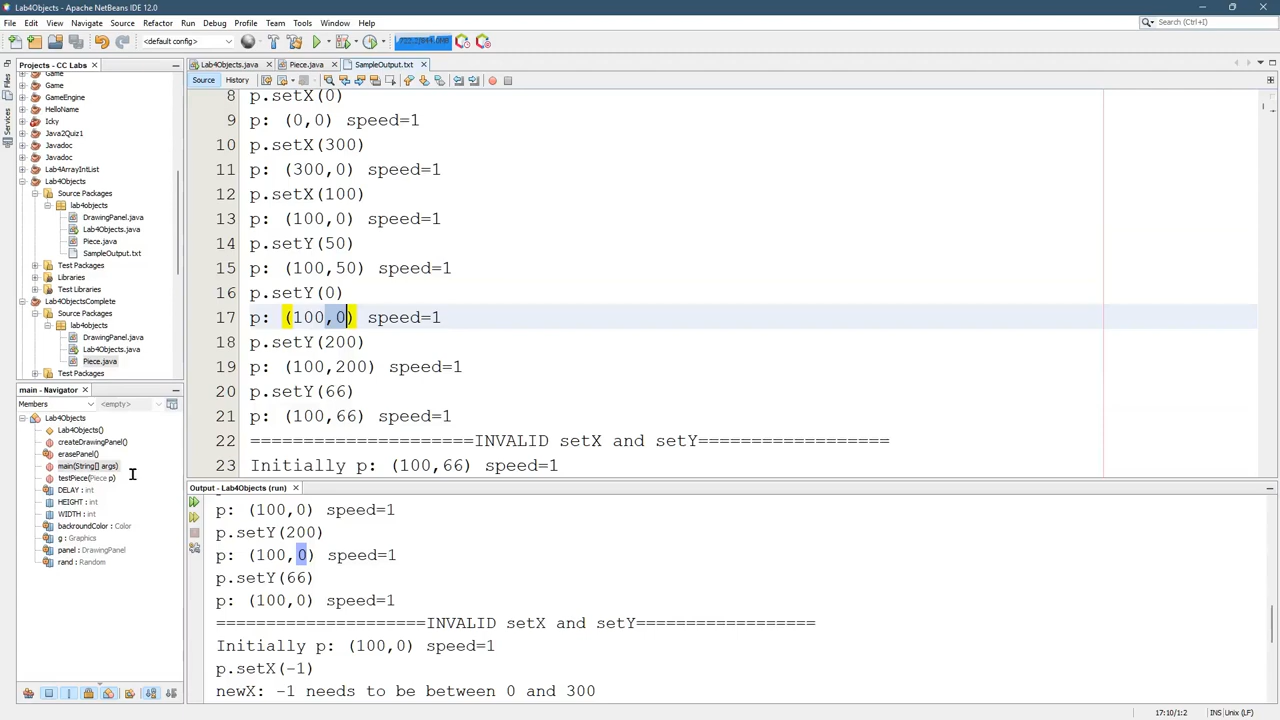 Lab4Objects - Apache NetBeans IDE 12.0
File Edit View Navigate Source Refactor Run Debug Profile Team Tools Window Help
Search (Ctrl+I)
<default config>
Projects - CC Labs
Game
Game
GameEngine
HelloName
Icky
Java2Quiz1
Javadoc
Javadoc
Lab4ArrayIntList
Lab4Objects
Source Packages
lab4objects
DrawingPanel.java
Lab4Objects.java
Piece.java
SampleOutput.txt
Test Packages
Libraries
Test Libraries
Lab4ObjectsComplete
Source Packages
lab4objects
DrawingPanel.java
Lab4Objects.java
Piece.java
Test Packages
Files
Services
main - Navigator
Members <empty>
Lab4Objects
Lab4Objects()
createDrawingPanel()
erasePanel()
main(String[] args)
testPiece(Piece p)
DELAY : int
HEIGHT : int
WIDTH : int
backroundColor : Color
g : Graphics
panel : DrawingPanel
rand : Random
Lab4Objects.java Piece.java SampleOutput.txt
Source History
8 p.setX(0)
9 p: (0,0) speed=1
10 p.setX(300)
11 p: (300,0) speed=1
12 p.setX(100)
13 p: (100,0) speed=1
14 p.setY(50)
15 p: (100,50) speed=1
16 p.setY(0)
17 p: (100,0) speed=1
18 p.setY(200)
19 p: (100,200) speed=1
20 p.setY(66)
21 p: (100,66) speed=1
22 =====================INVALID setX and setY==================
23 Initially p: (100,66) speed=1
Output - Lab4Objects (run)
p: (100,0) speed=1
p.setY(200)
p: (100,0) speed=1
p.setY(66)
p: (100,0) speed=1
=====================INVALID setX and setY==================
Initially p: (100,0) speed=1
p.setX(-1)
newX: -1 needs to be between 0 and 300
17:10/1:2 INS Unix (LF)